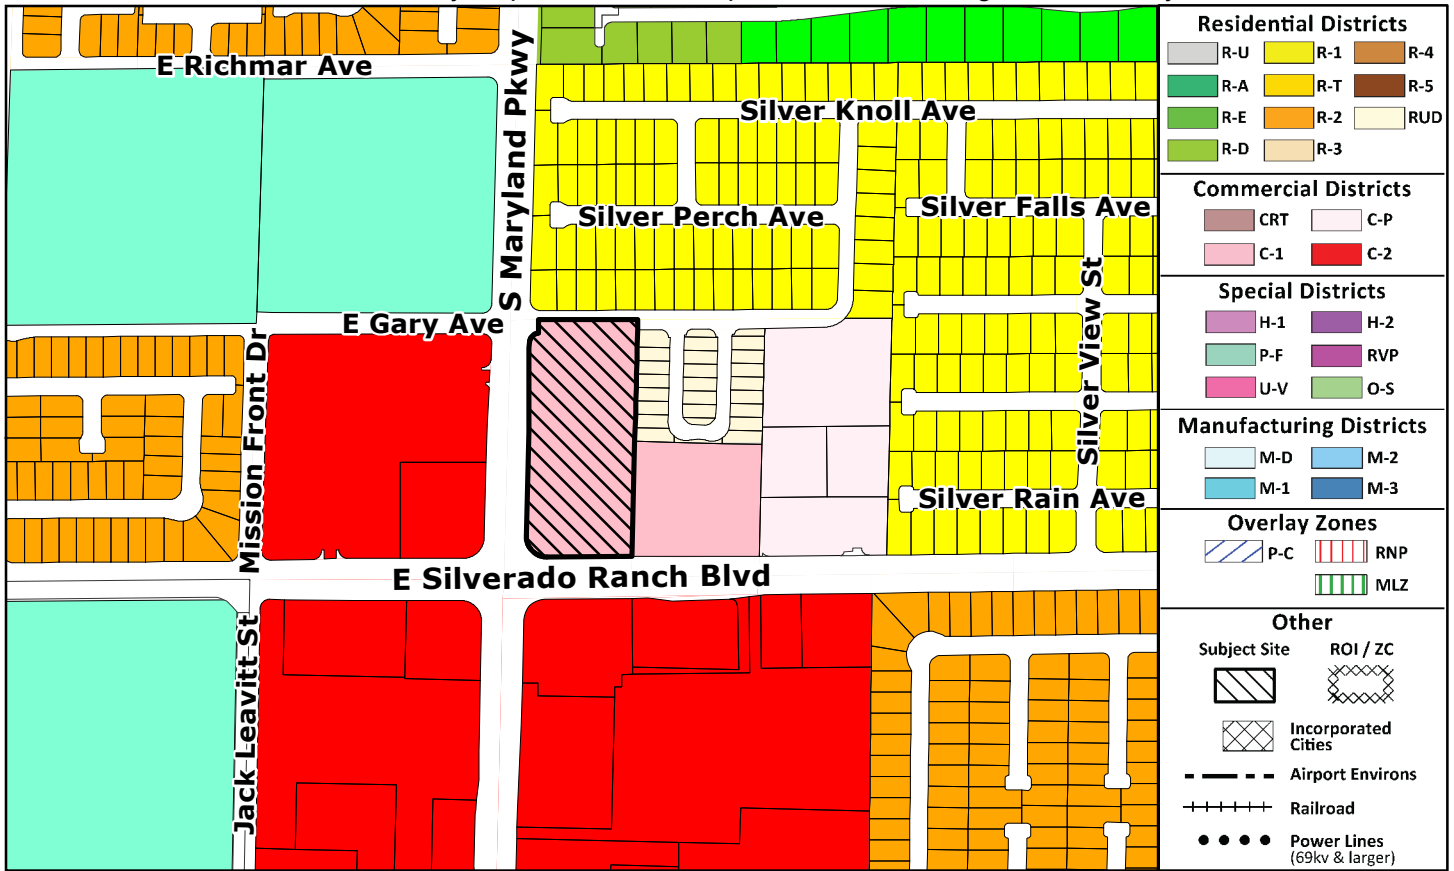 E Richmar Ave
S Maryland Pkwy
Silver Knoll Ave
Silver Perch Ave
Silver Falls Ave
E Gary Ave
Mission Front Dr
Silver View St
Silver Rain Ave
E Silverado Ranch Blvd
Jack Leavitt St
Residential Districts
R-U R-1 R-4
R-A R-T R-5
R-E R-2 RUD
R-D R-3
Commercial Districts
CRT C-P
C-1 C-2
Special Districts
H-1 H-2
P-F RVP
U-V O-S
Manufacturing Districts
M-D M-2
M-1 M-3
Overlay Zones
P-C RNP
MLZ
Other
Subject Site ROI / ZC
Incorporated
Cities
Airport Environs
Railroad
Power Lines
(69kv & larger)